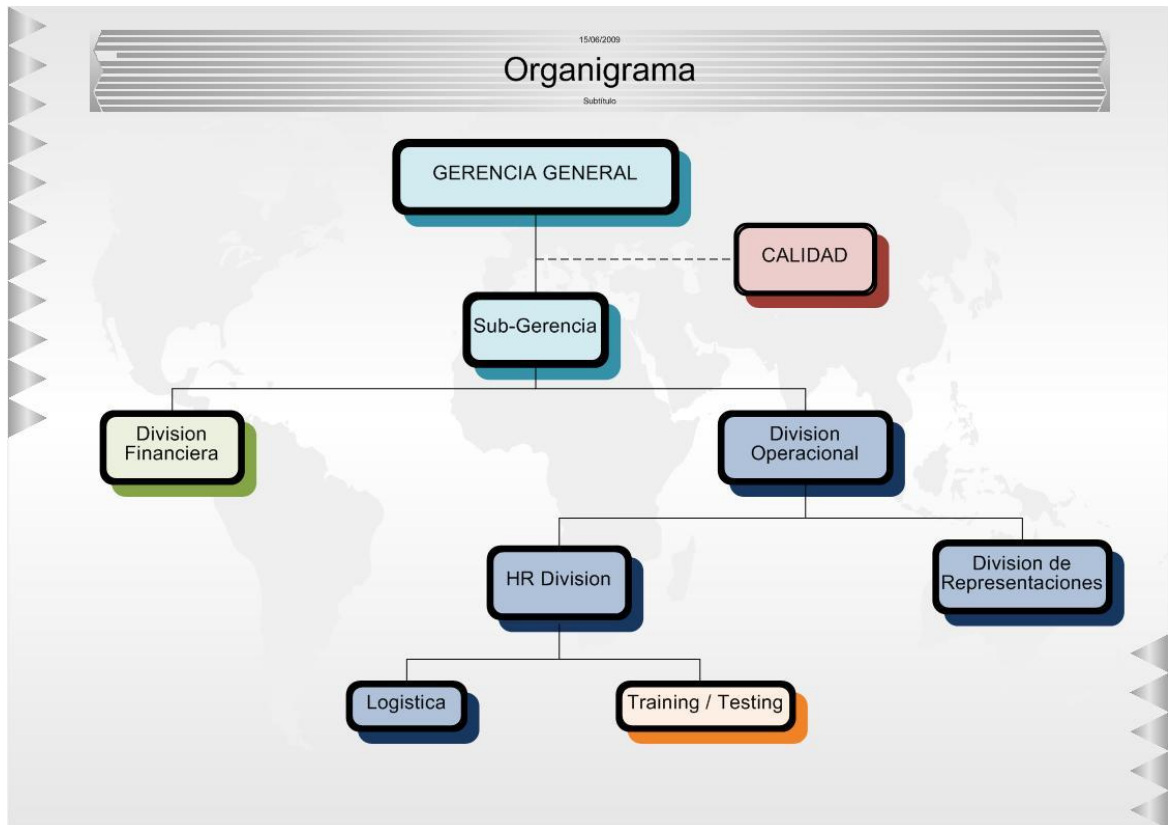 15/06/2009
Organigrama
Subtítulo
GERENCIA GENERAL
CALIDAD
Sub-Gerencia
Division
Financiera
Division
Operacional
HR Division
Division de
Representaciones
Logistica
Training / Testing